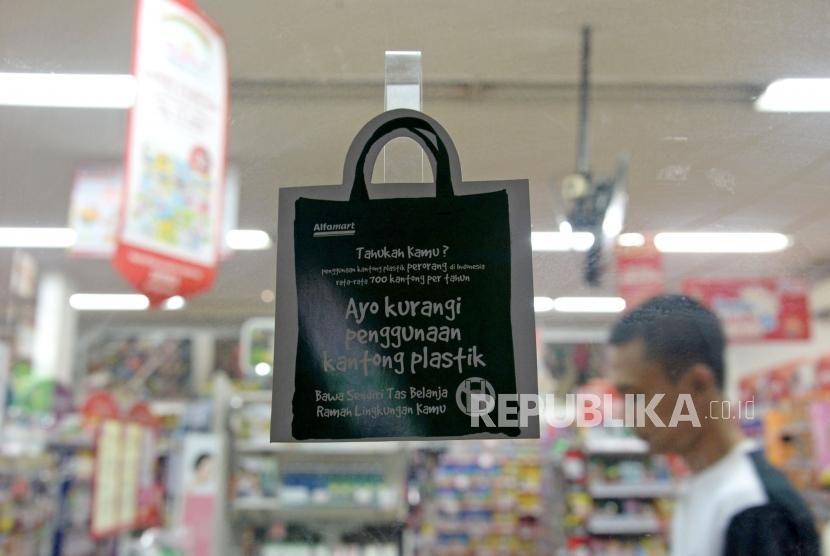 Alfamart
Tahukah Kamu?
penggunaan kantong plastik perorang di Indonesia
rata-rata 700 kantong per tahun
Ayo kurangi
penggunaan
kantong plastik
Bawa Sendiri Tas Belanja
Ramah Lingkungan Kamu
REPUBLIKA.co.id